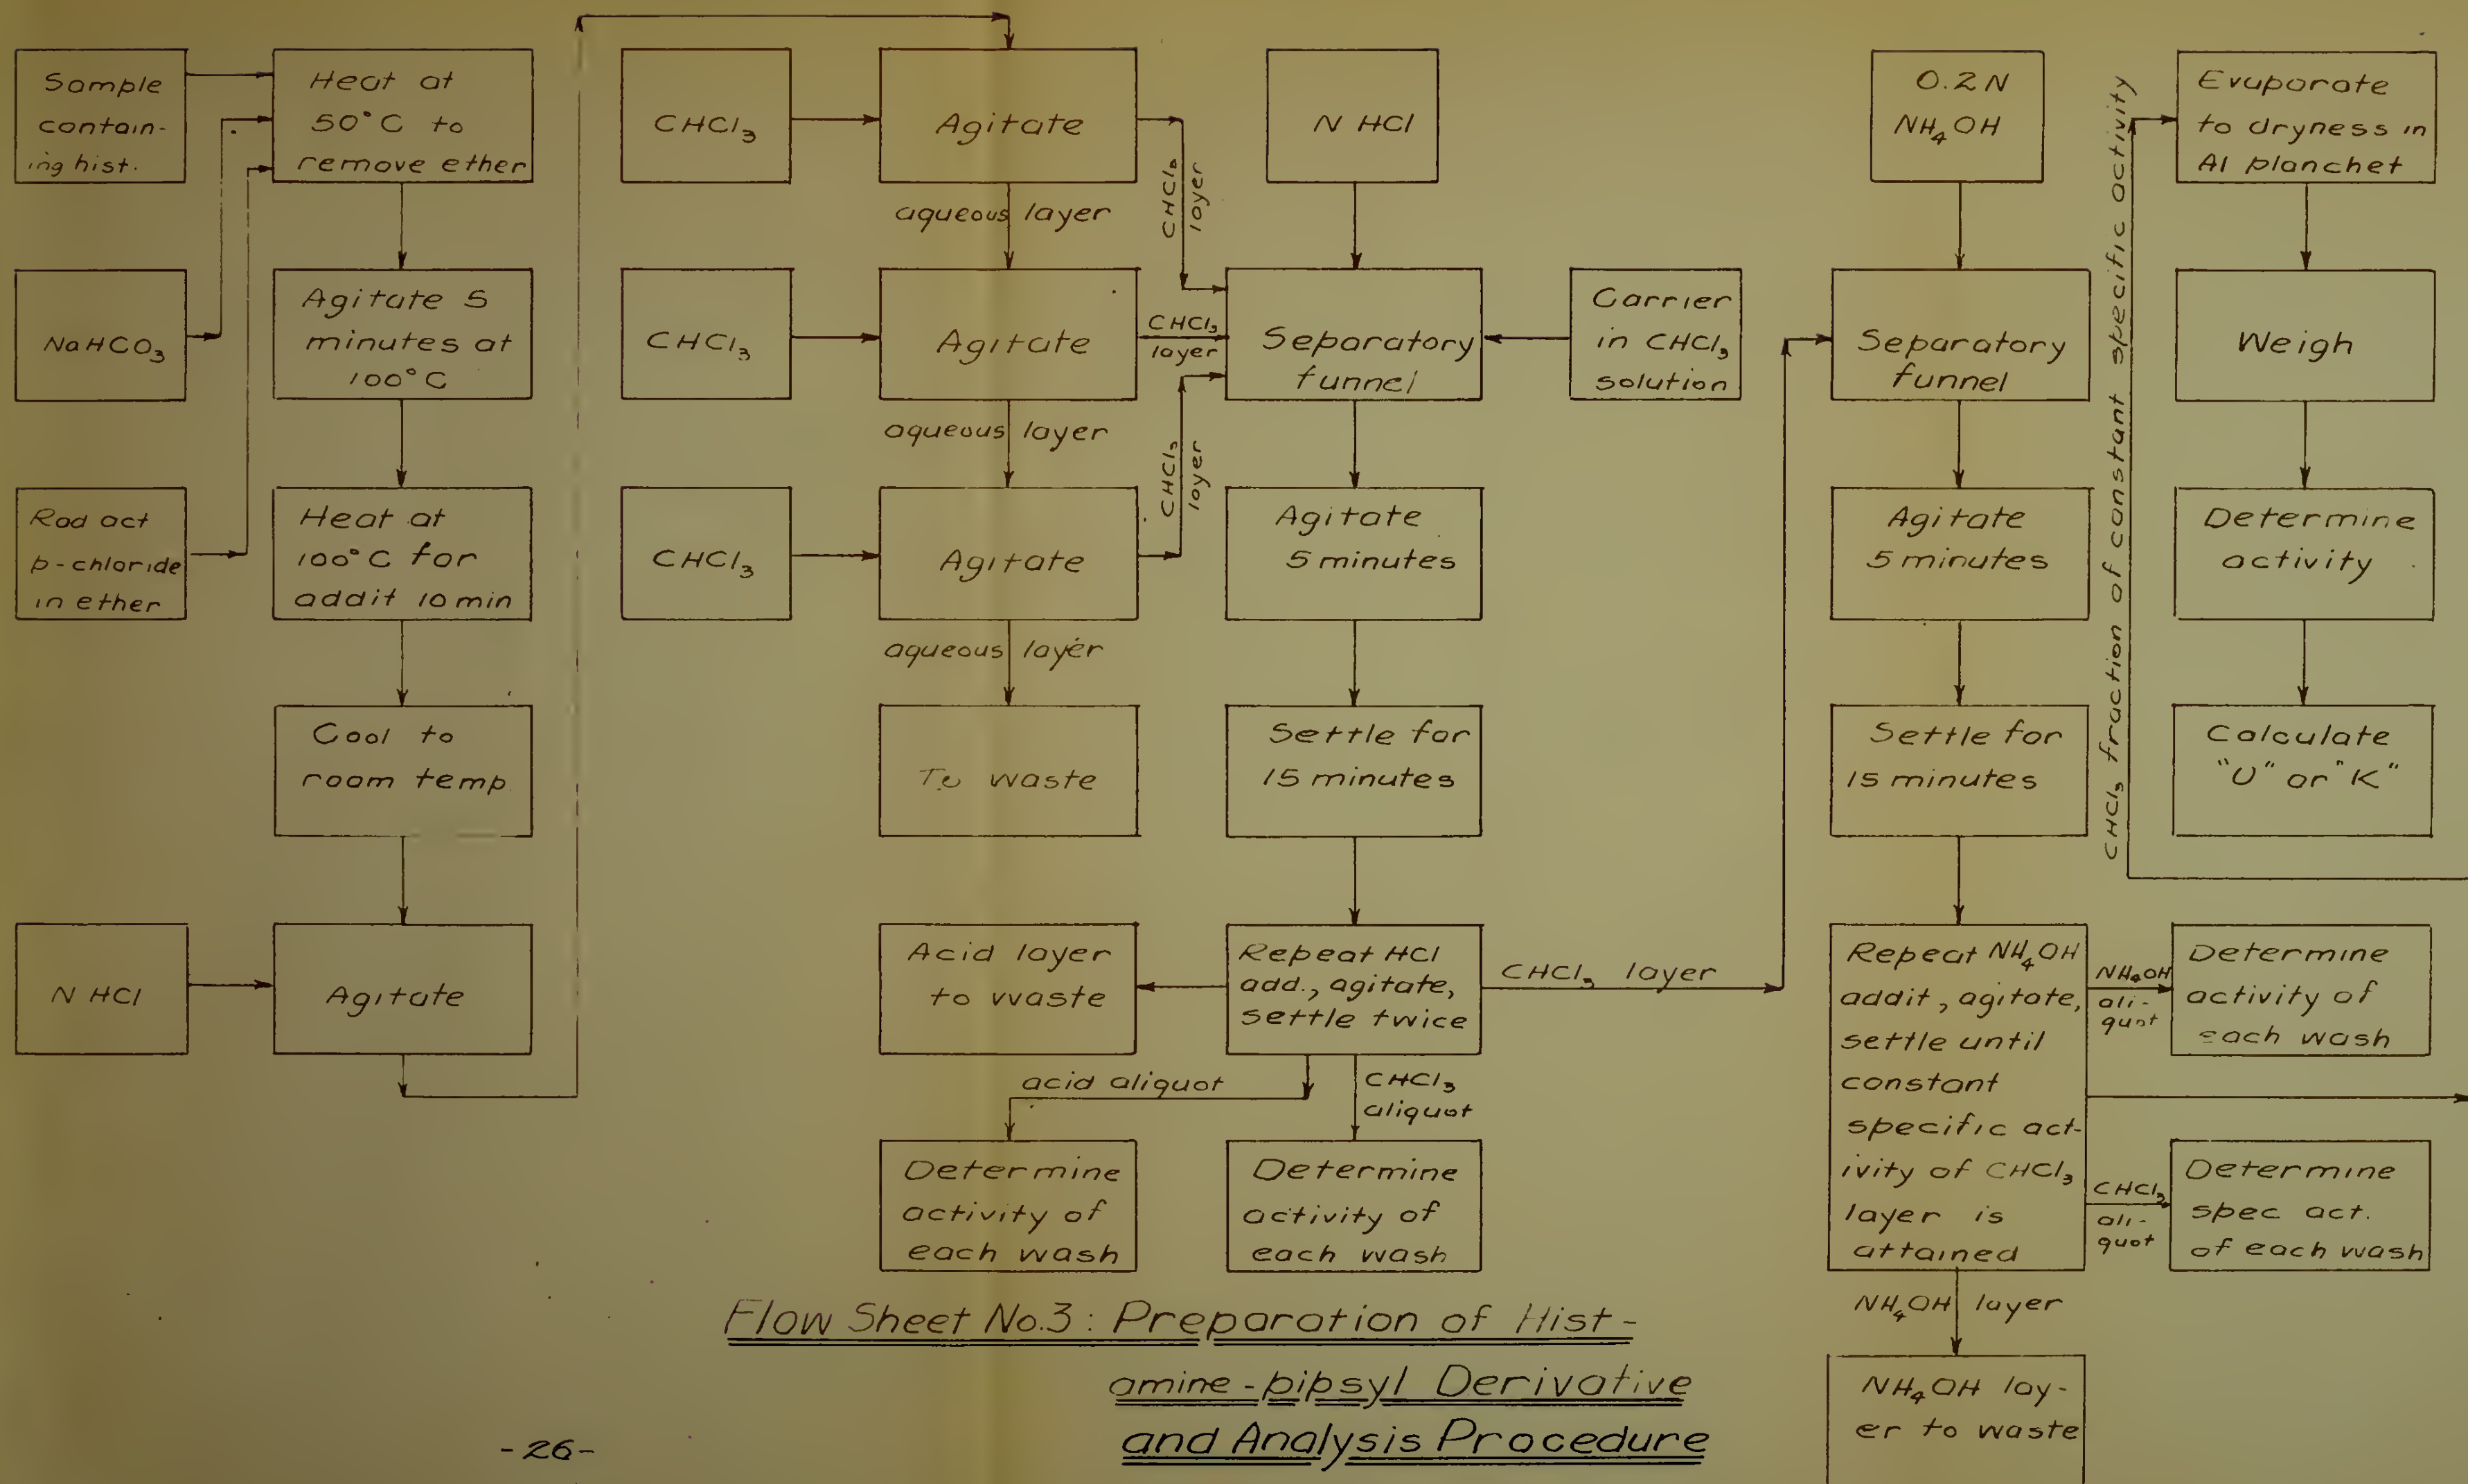 Sample
contain-
ing hist.
NaHCO3
Rad act
p-chloride
in ether
N HCl
Heat at
50°C to
remove ether
Agitate 5
minutes at
100°C
Heat at
100°C for
addit 10 min
Cool to
room temp.
Agitate
CHCl3
CHCl3
CHCl3
Agitate
aqueous layer
Agitate
aqueous layer
Agitate
aqueous layer
To waste
CHCl3
layer
CHCl3
layer
CHCl3
layer
N HCl
Separatory
funnel
Carrier
in CHCl3
solution
Agitate
5 minutes
Settle for
15 minutes
Repeat HCl
add., agitate,
settle twice
Acid layer
to waste
CHCl3 layer
acid aliquot
CHCl3
aliquot
Determine
activity of
each wash
Determine
activity of
each wash
0.2N
NH4OH
Separatory
funnel
Agitate
5 minutes
Settle for
15 minutes
Repeat NH4OH
addit, agitate,
settle until
constant
specific act-
ivity of CHCl3
layer is
attained
NH4OH
ali-
quot
Determine
activity of
each wash
CHCl3
ali-
quot
Determine
spec act.
of each wash
NH4OH layer
NH4OH lay-
er to waste
CHCl3 fraction of constant specific activity
Evaporate
to dryness in
Al planchet
Weigh
Determine
activity
Calculate
"U" or "K"
Flow Sheet No.3: Preparation of Hist-
amine-pipsyl Derivative
and Analysis Procedure
-26-